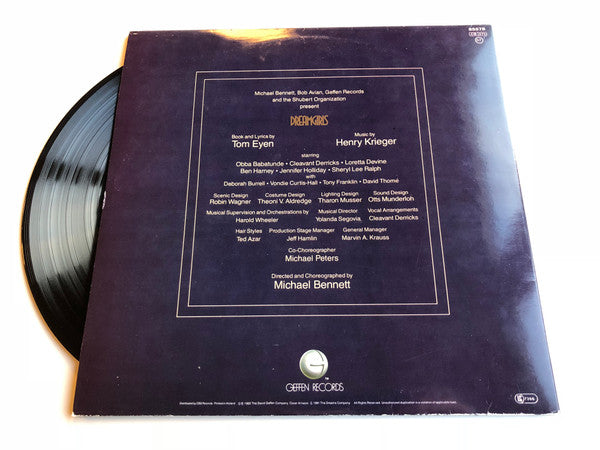 85578
Michael Bennett, Bob Avian, Geffen Records
and the Shubert Organization
present
DREAMGIRLS
Book and Lyrics by
Tom Eyen
Music by
Henry Krieger
starring
Obba Babatunde • Cleavant Derricks • Loretta Devine
Ben Harney • Jennifer Holliday • Sheryl Lee Ralph
with
Deborah Burrell • Vondie Curtis-Hall • Tony Franklin • David Thomé
Scenic Design
Robin Wagner
Costume Design
Theoni V. Aldredge
Lighting Design
Tharon Musser
Sound Design
Otts Munderloh
Musical Supervision and Orchestrations by
Harold Wheeler
Musical Director
Yolanda Segovia
Vocal Arrangements
Cleavant Derricks
Hair Styles
Ted Azar
Production Stage Manager
Jeff Hamlin
General Manager
Marvin A. Krauss
Co-Choreographer
Michael Peters
Directed and Choreographed by
Michael Bennett
GEFFEN RECORDS